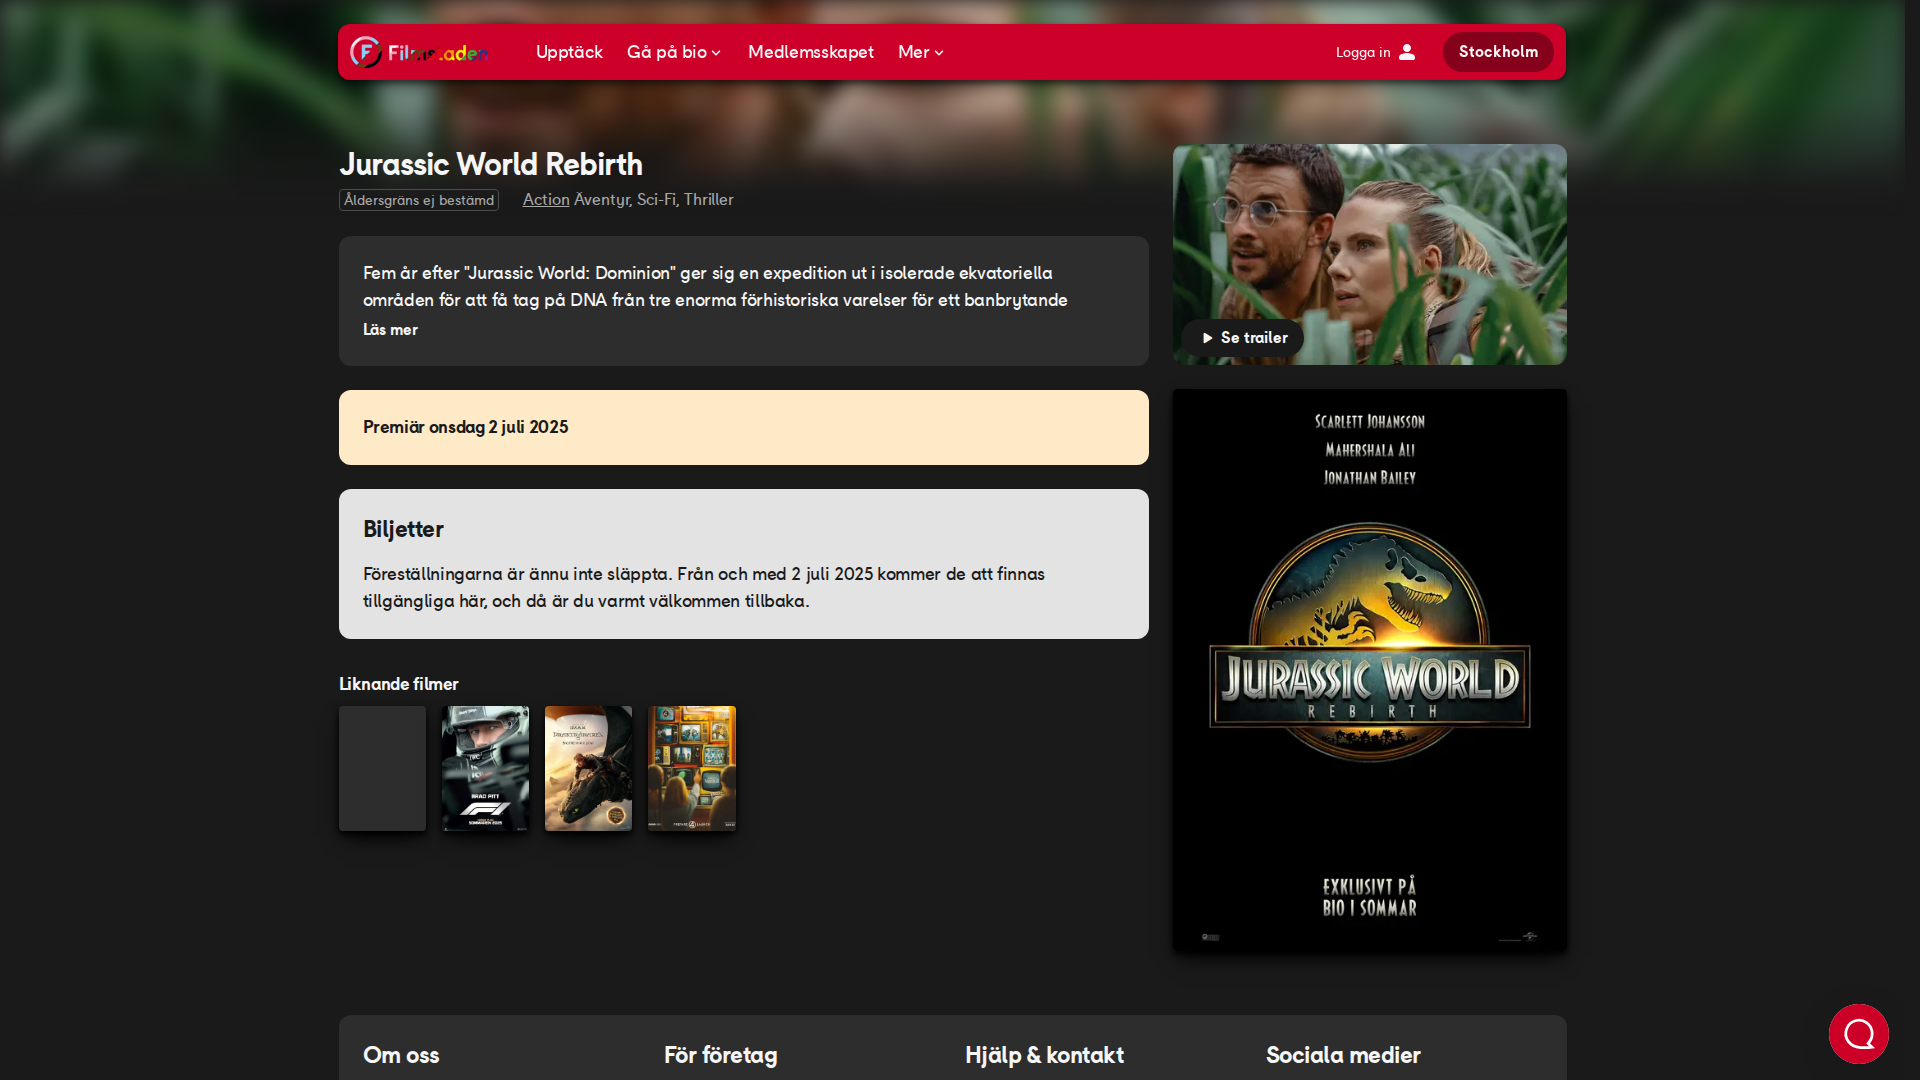 Filmstaden
Upptäck
Gå på bio
Medlemsskapet
Mer
Logga in
Stockholm
Jurassic World Rebirth
Åldersgräns ej bestämd
Action Äventyr, Sci-Fi, Thriller
Fem år efter "Jurassic World: Dominion" ger sig en expedition ut i isolerade ekvatoriella
områden för att få tag på DNA från tre enorma förhistoriska varelser för ett banbrytande
Läs mer
Se trailer
Premiär onsdag 2 juli 2025
Biljetter
Föreställningarna är ännu inte släppta. Från och med 2 juli 2025 kommer de att finnas
tillgängliga här, och då är du varmt välkommen tillbaka.
SCARLETT JOHANSSON
MAHERSHALA ALI
JONATHAN BAILEY
JURASSIC WORLD
REBIRTH
EXKLUSIVT PÅ
BIO I SOMMAR
Liknande filmer
BRAD PITT
F1
SOMMAREN 2025
Om oss
För företag
Hjälp & kontakt
Sociala medier